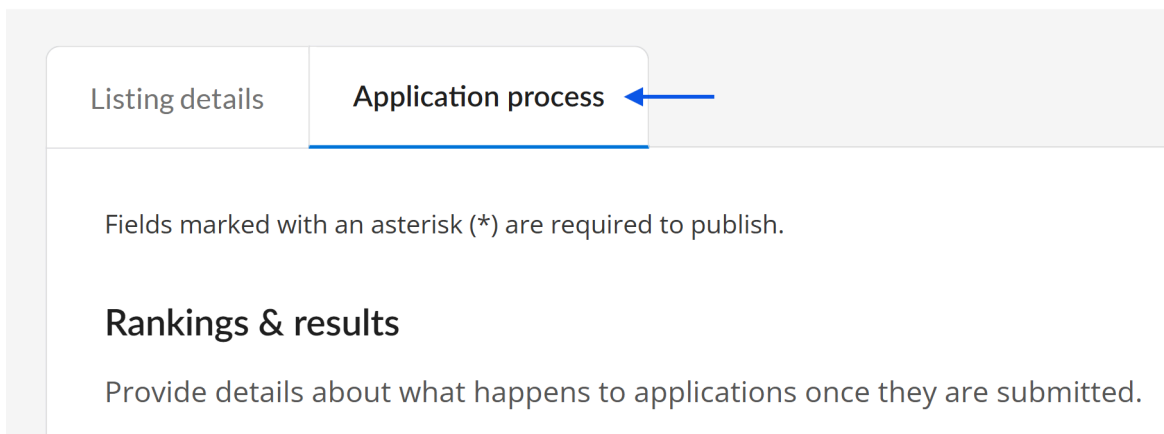 Listing details
Application process
Fields marked with an asterisk (*) are required to publish.
Rankings & results
Provide details about what happens to applications once they are submitted.